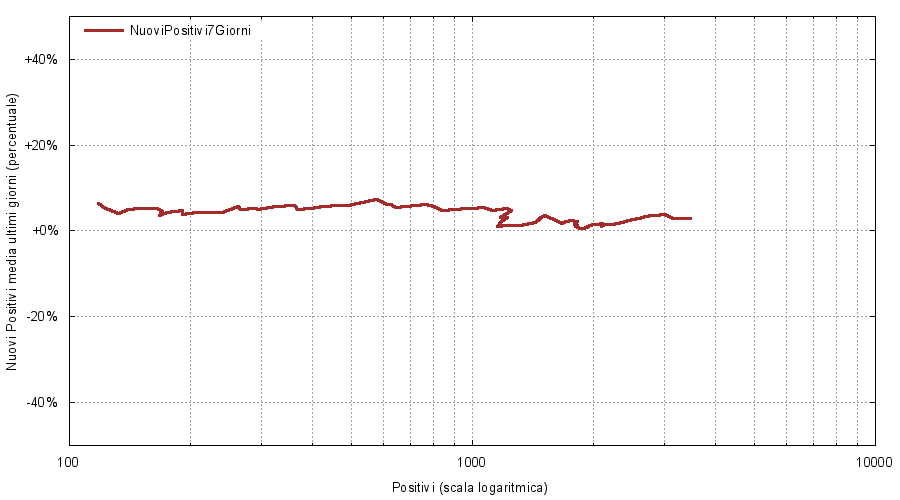 NuoviPositivi7Giorni
+40%
+20%
+0%
-20%
-40%
Nuovi Positivi media ultimi giorni (percentuale)
100
1000
10000
Positivi (scala logaritmica)